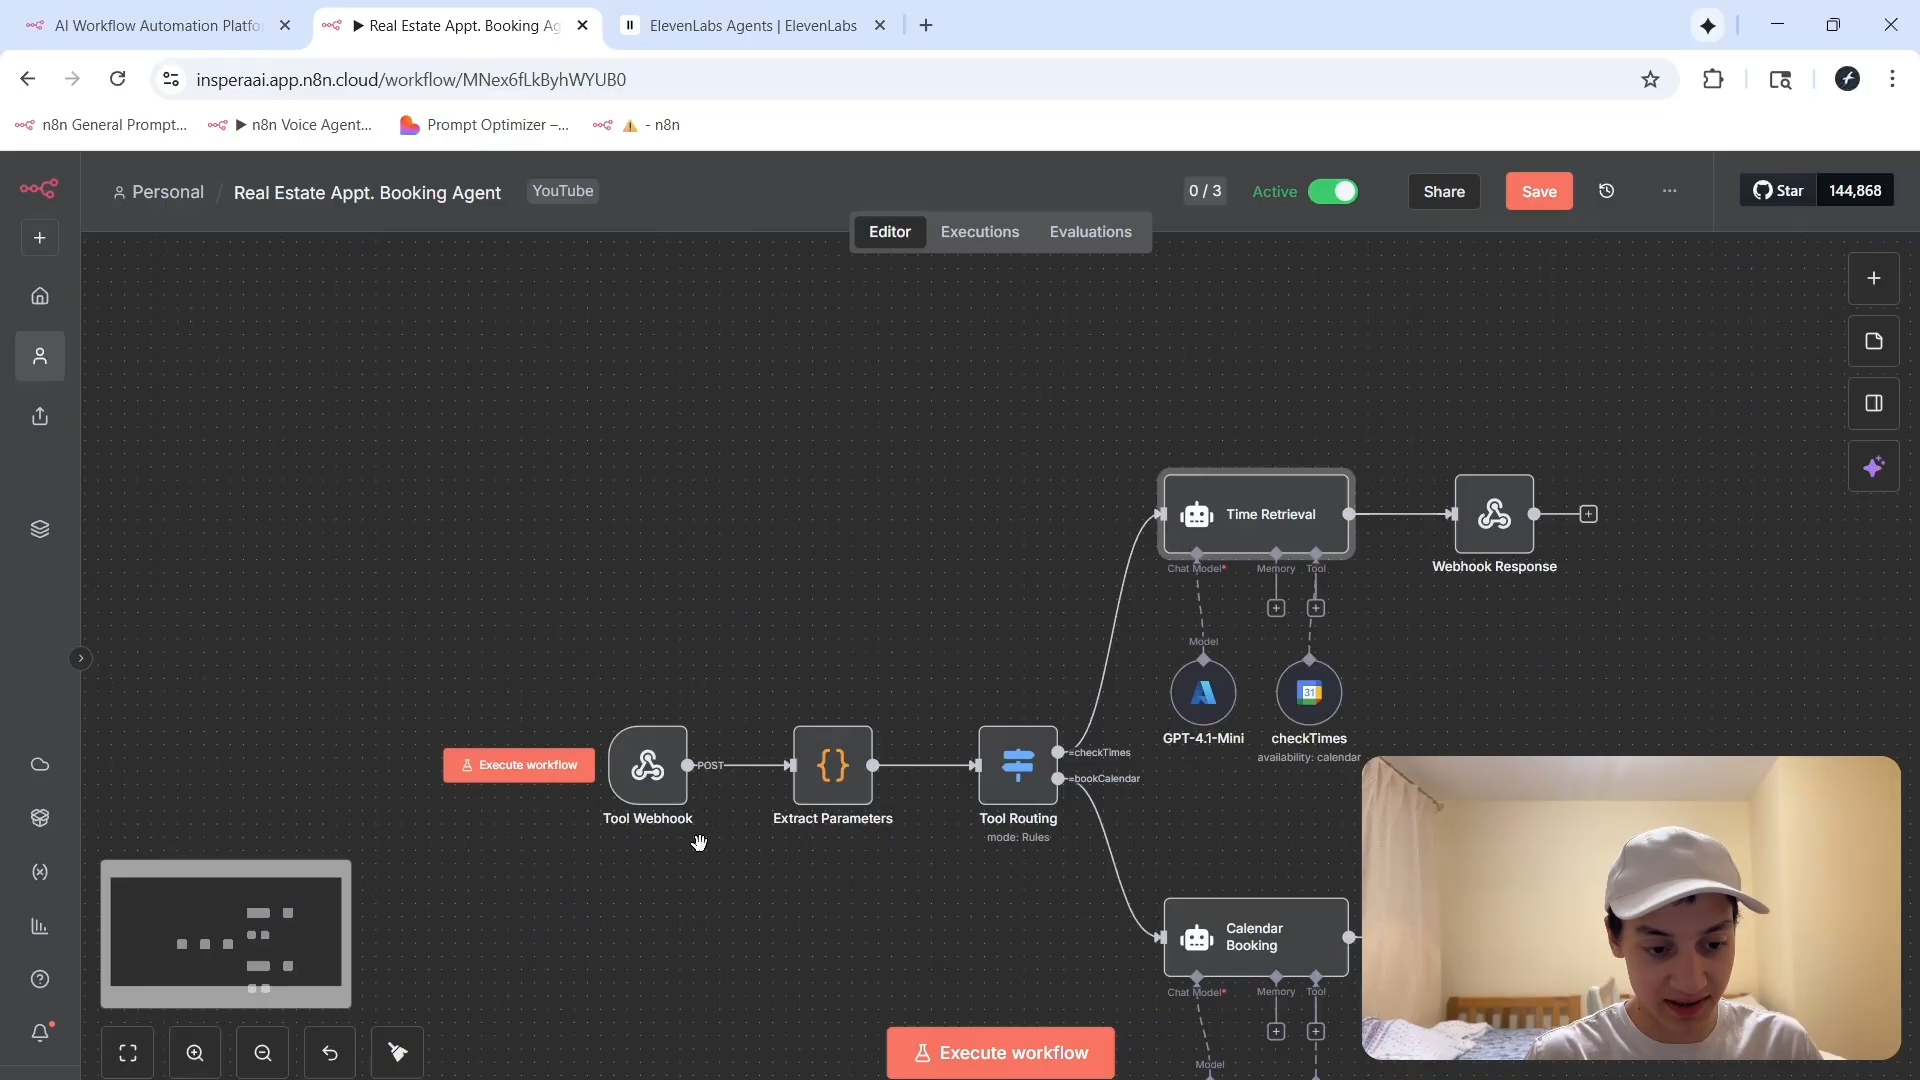 AI Workflow Automation Platfo
▶ Real Estate Appt. Booking Ag
ElevenLabs Agents | ElevenLabs
insperaai.app.n8n.cloud/workflow/MNex6fLkByhWYUB0
n8n General Prompt...
▶ n8n Voice Agent...
Prompt Optimizer –...
⚠ - n8n
Personal / Real Estate Appt. Booking Agent
YouTube
0 / 3
Active
Share
Save
...
Star
144,868
Editor
Executions
Evaluations
Time Retrieval
Chat Model*
Memory
Tool
Webhook Response
Model
GPT-4.1-Mini
31
checkTimes
availability: calendar
Execute workflow
POST
=checkTimes
=bookCalendar
Tool Webhook
Extract Parameters
Tool Routing
mode: Rules
Calendar
Booking
Chat Model*
Memory
Tool
Model
Execute workflow